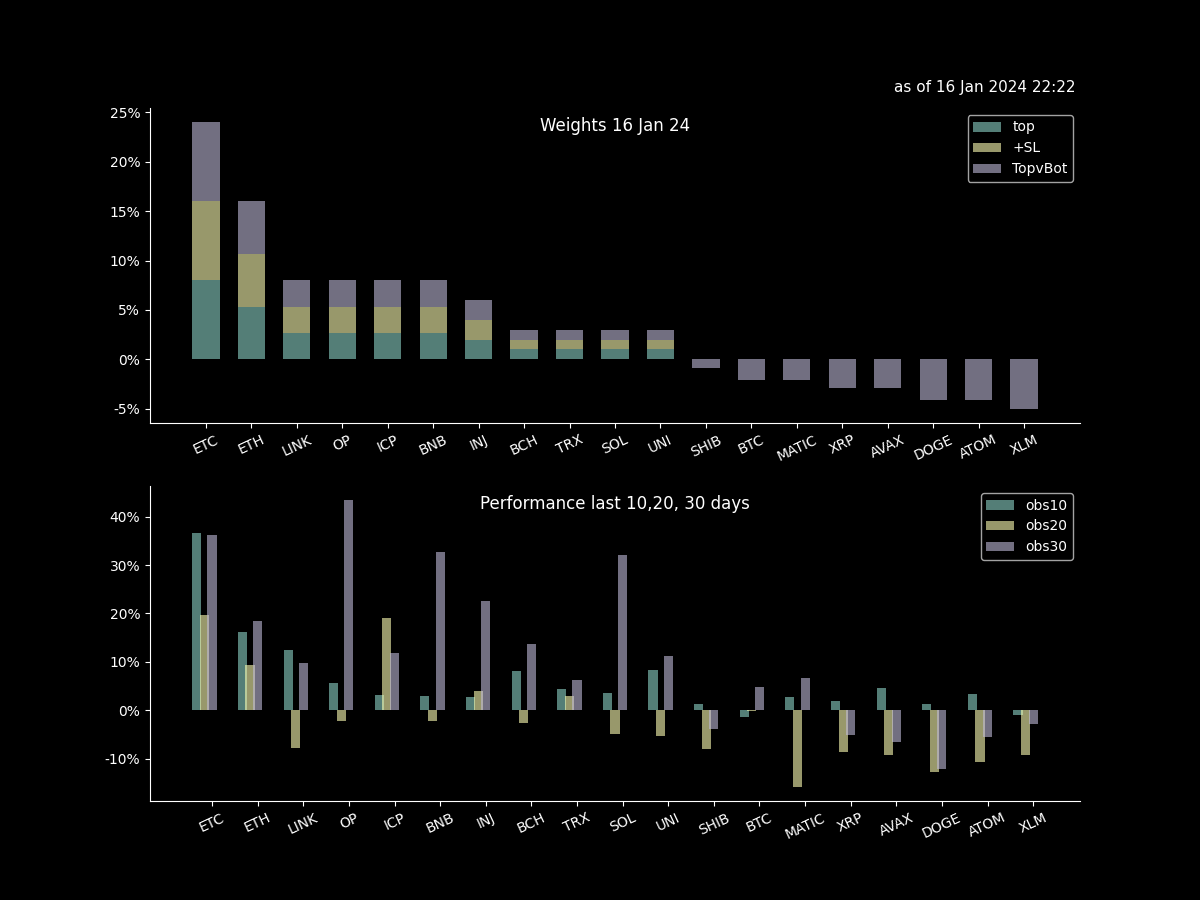 as of 16 Jan 2024 22:22
Weights 16 Jan 24
top
+SL
TopvBot
25%
20%
15%
10%
5%
0%
-5%
ETC ETH LINK OP ICP BNB INJ BCH TRX SOL UNI SHIB BTC MATIC XRP AVAX DOGE ATOM XLM
Performance last 10,20, 30 days
obs10
obs20
obs30
40%
30%
20%
10%
0%
-10%
ETC ETH LINK OP ICP BNB INJ BCH TRX SOL UNI SHIB BTC MATIC XRP AVAX DOGE ATOM XLM